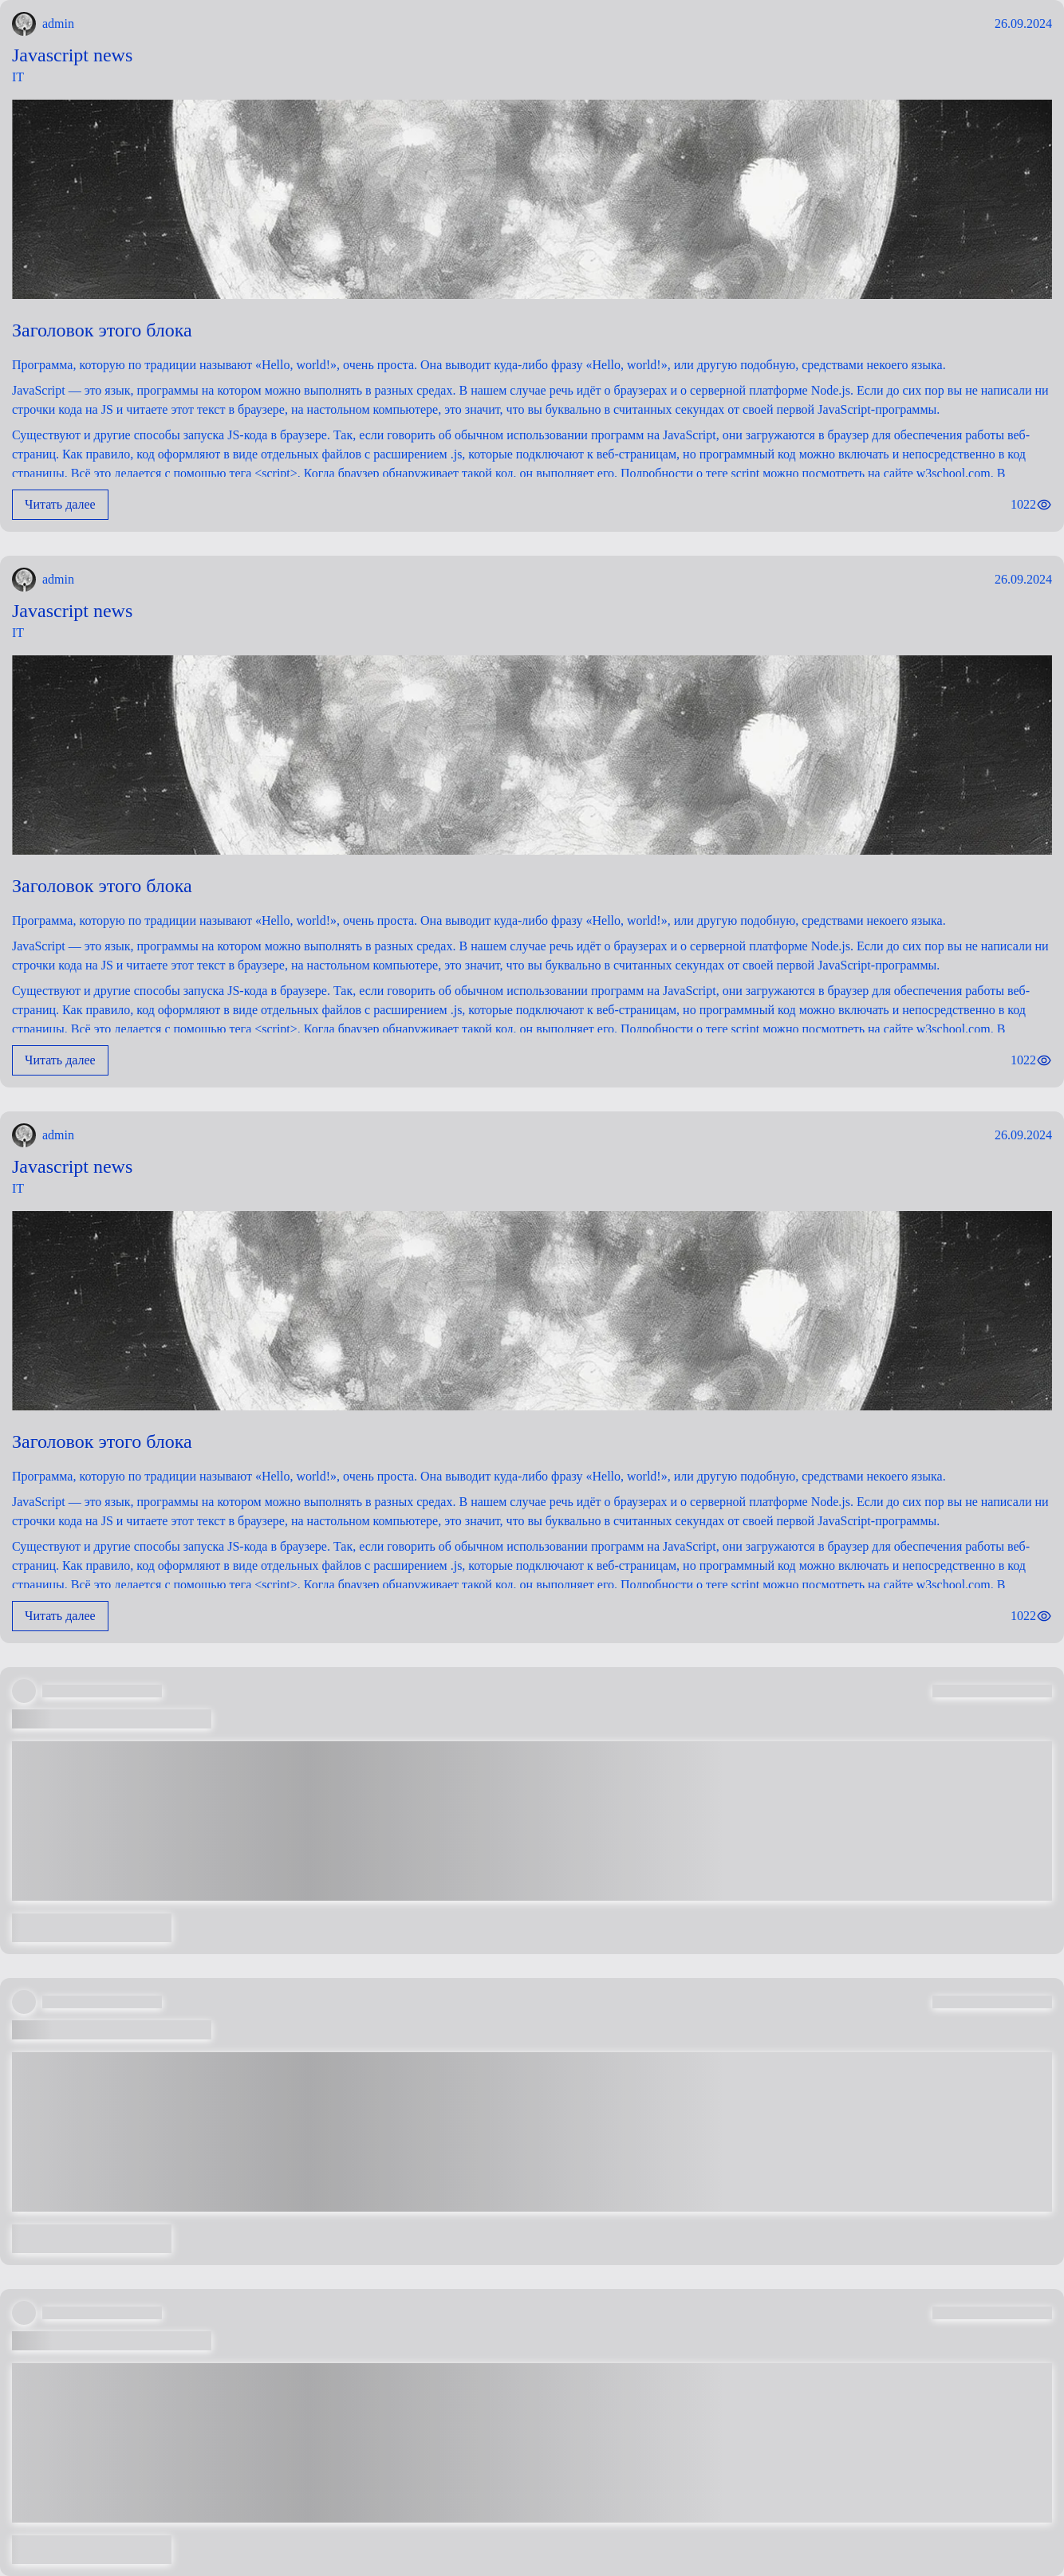 admin
26.09.2024
Javascript news
IT
Заголовок этого блока
Программа, которую по традиции называют «Hello, world!», очень проста. Она выводит куда-либо фразу «Hello, world!», или другую подобную, средствами некоего языка.
JavaScript — это язык, программы на котором можно выполнять в разных средах. В нашем случае речь идёт о браузерах и о серверной платформе Node.js. Если до сих пор вы не написали ни
строчки кода на JS и читаете этот текст в браузере, на настольном компьютере, это значит, что вы буквально в считанных секундах от своей первой JavaScript-программы.
Существуют и другие способы запуска JS-кода в браузере. Так, если говорить об обычном использовании программ на JavaScript, они загружаются в браузер для обеспечения работы веб-
страниц. Как правило, код оформляют в виде отдельных файлов с расширением .js, которые подключают к веб-страницам, но программный код можно включать и непосредственно в код
страницы. Всё это делается с помощью тега <script>. Когда браузер обнаруживает такой код, он выполняет его. Подробности о теге script можно посмотреть на сайте w3school.com. В
Читать далее
1022
admin
26.09.2024
Javascript news
IT
Заголовок этого блока
Программа, которую по традиции называют «Hello, world!», очень проста. Она выводит куда-либо фразу «Hello, world!», или другую подобную, средствами некоего языка.
JavaScript — это язык, программы на котором можно выполнять в разных средах. В нашем случае речь идёт о браузерах и о серверной платформе Node.js. Если до сих пор вы не написали ни
строчки кода на JS и читаете этот текст в браузере, на настольном компьютере, это значит, что вы буквально в считанных секундах от своей первой JavaScript-программы.
Существуют и другие способы запуска JS-кода в браузере. Так, если говорить об обычном использовании программ на JavaScript, они загружаются в браузер для обеспечения работы веб-
страниц. Как правило, код оформляют в виде отдельных файлов с расширением .js, которые подключают к веб-страницам, но программный код можно включать и непосредственно в код
страницы. Всё это делается с помощью тега <script>. Когда браузер обнаруживает такой код, он выполняет его. Подробности о теге script можно посмотреть на сайте w3school.com. В
Читать далее
1022
admin
26.09.2024
Javascript news
IT
Заголовок этого блока
Программа, которую по традиции называют «Hello, world!», очень проста. Она выводит куда-либо фразу «Hello, world!», или другую подобную, средствами некоего языка.
JavaScript — это язык, программы на котором можно выполнять в разных средах. В нашем случае речь идёт о браузерах и о серверной платформе Node.js. Если до сих пор вы не написали ни
строчки кода на JS и читаете этот текст в браузере, на настольном компьютере, это значит, что вы буквально в считанных секундах от своей первой JavaScript-программы.
Существуют и другие способы запуска JS-кода в браузере. Так, если говорить об обычном использовании программ на JavaScript, они загружаются в браузер для обеспечения работы веб-
страниц. Как правило, код оформляют в виде отдельных файлов с расширением .js, которые подключают к веб-страницам, но программный код можно включать и непосредственно в код
страницы. Всё это делается с помощью тега <script>. Когда браузер обнаруживает такой код, он выполняет его. Подробности о теге script можно посмотреть на сайте w3school.com. В
Читать далее
1022